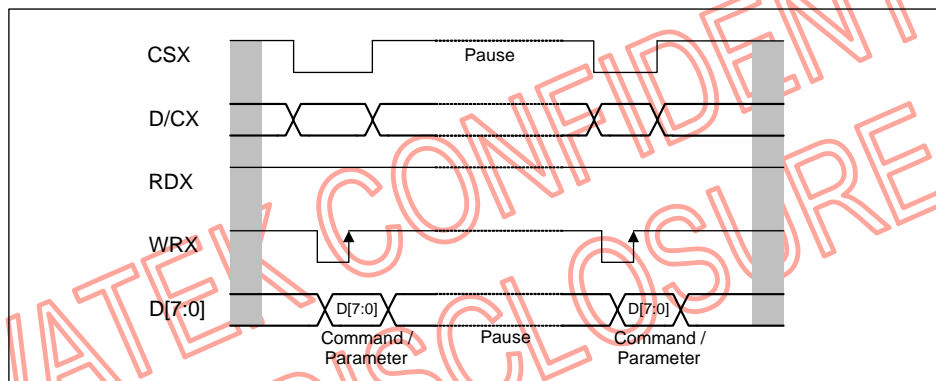 CSX
Pause
D/CX
RDX
WRX
D[7:0]
D[7:0]
D[7:0]
Command /
Parameter
Pause
Command /
Parameter
ATEK CONFIDENT
DISCLOSURE